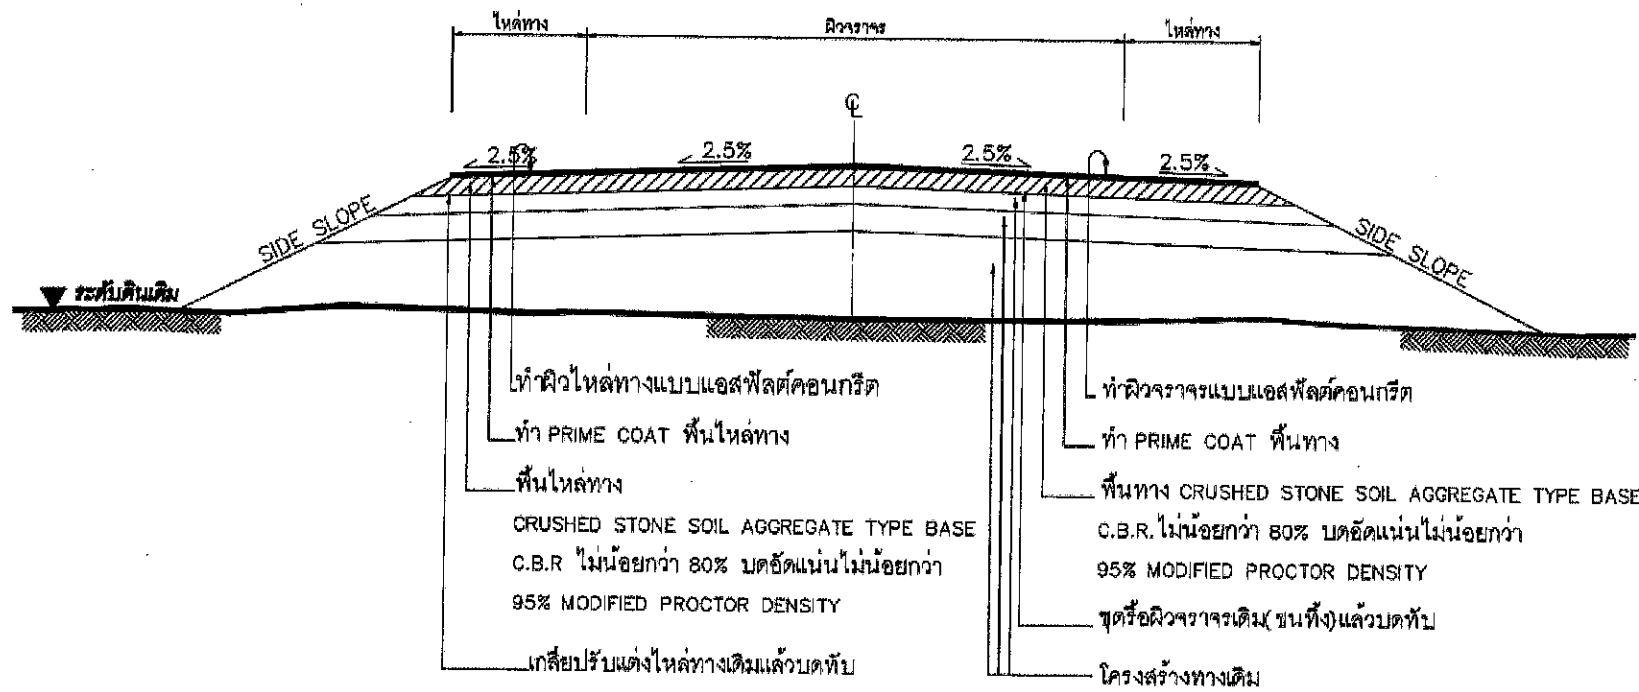 ไหล่ทาง ผิวจราจร ไหล่ทาง
℄
2.5% 2.5% 2.5% 2.5%
SIDE SLOPE SIDE SLOPE
ระดับดินเดิม
ทำผิวไหล่ทางแบบแอสฟัลต์คอนกรีต
ทำ PRIME COAT พื้นไหล่ทาง
พื้นไหล่ทาง
CRUSHED STONE SOIL AGGREGATE TYPE BASE
C.B.R ไม่น้อยกว่า 80% บดอัดแน่นไม่น้อยกว่า
95% MODIFIED PROCTOR DENSITY
เกลี่ยปรับแต่งไหล่ทางเดิมแล้วบดทับ
ทำผิวจราจรแบบแอสฟัลต์คอนกรีต
ทำ PRIME COAT พื้นทาง
พื้นทาง CRUSHED STONE SOIL AGGREGATE TYPE BASE
C.B.R. ไม่น้อยกว่า 80% บดอัดแน่นไม่น้อยกว่า
95% MODIFIED PROCTOR DENSITY
ขุดรื้อผิวจราจรเดิม(ขนทิ้ง)แล้วบดทับ
โครงสร้างทางเดิม